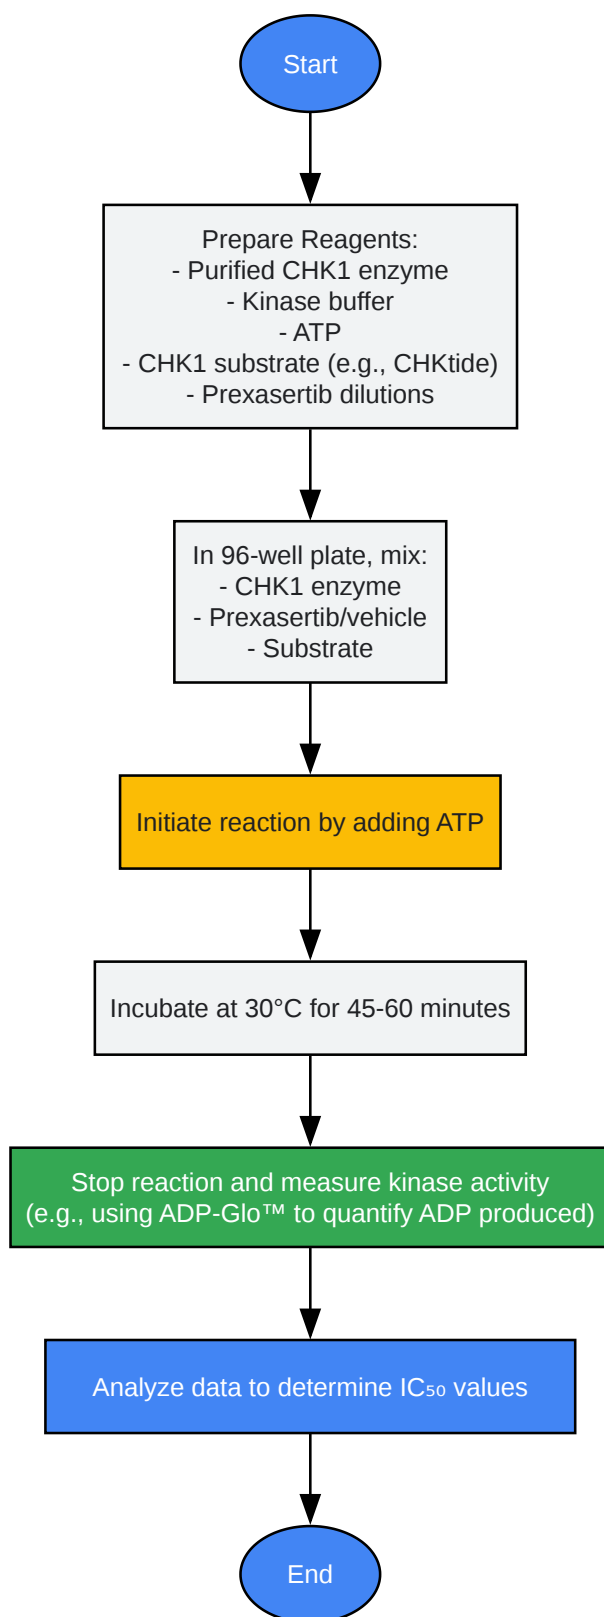 Start
Prepare Reagents:
- Purified CHK1 enzyme
- Kinase buffer
- ATP
- CHK1 substrate (e.g., CHKtide)
- Prexasertib dilutions
In 96-well plate, mix:
- CHK1 enzyme
- Prexasertib/vehicle
- Substrate
Initiate reaction by adding ATP
Incubate at 30°C for 45-60 minutes
Stop reaction and measure kinase activity
(e.g., using ADP-Glo™ to quantify ADP produced)
Analyze data to determine IC₅₀ values
End